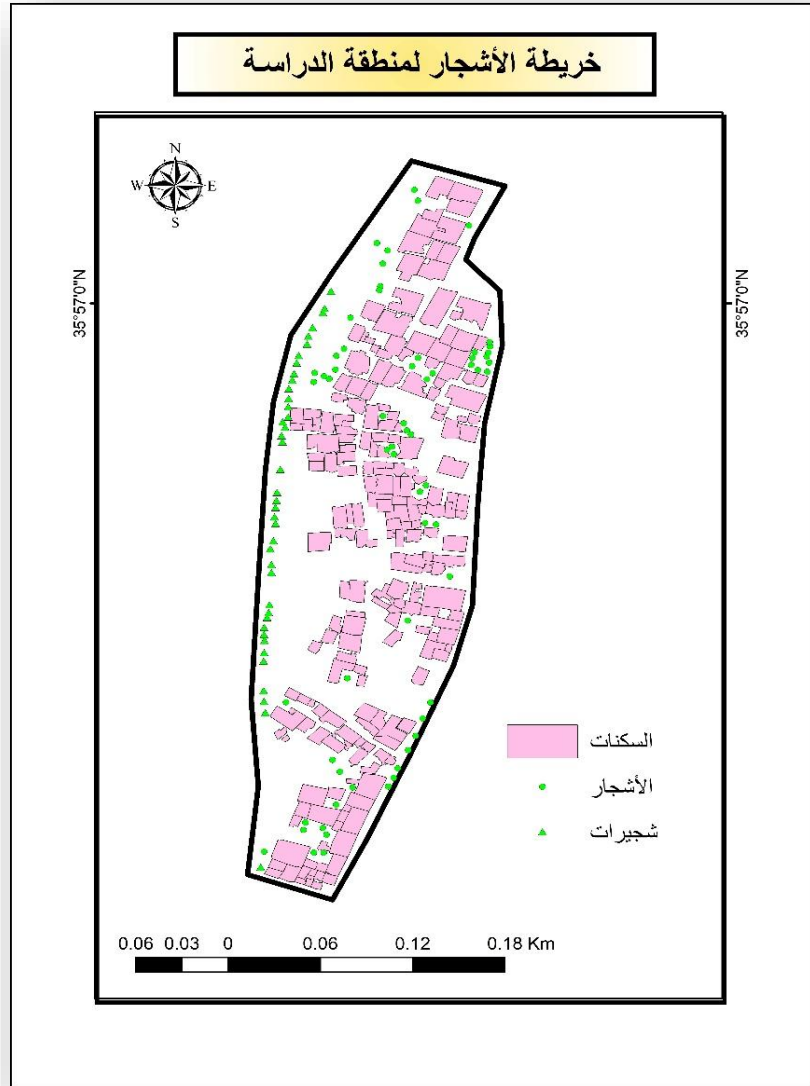 خريطة الأشجار لمنطقة الدراسة
N
W E
S
35°57'0"N
35°57'0"N
السكنات
الأشجار
شجيرات
0.06 0.03 0 0.06 0.12 0.18 Km